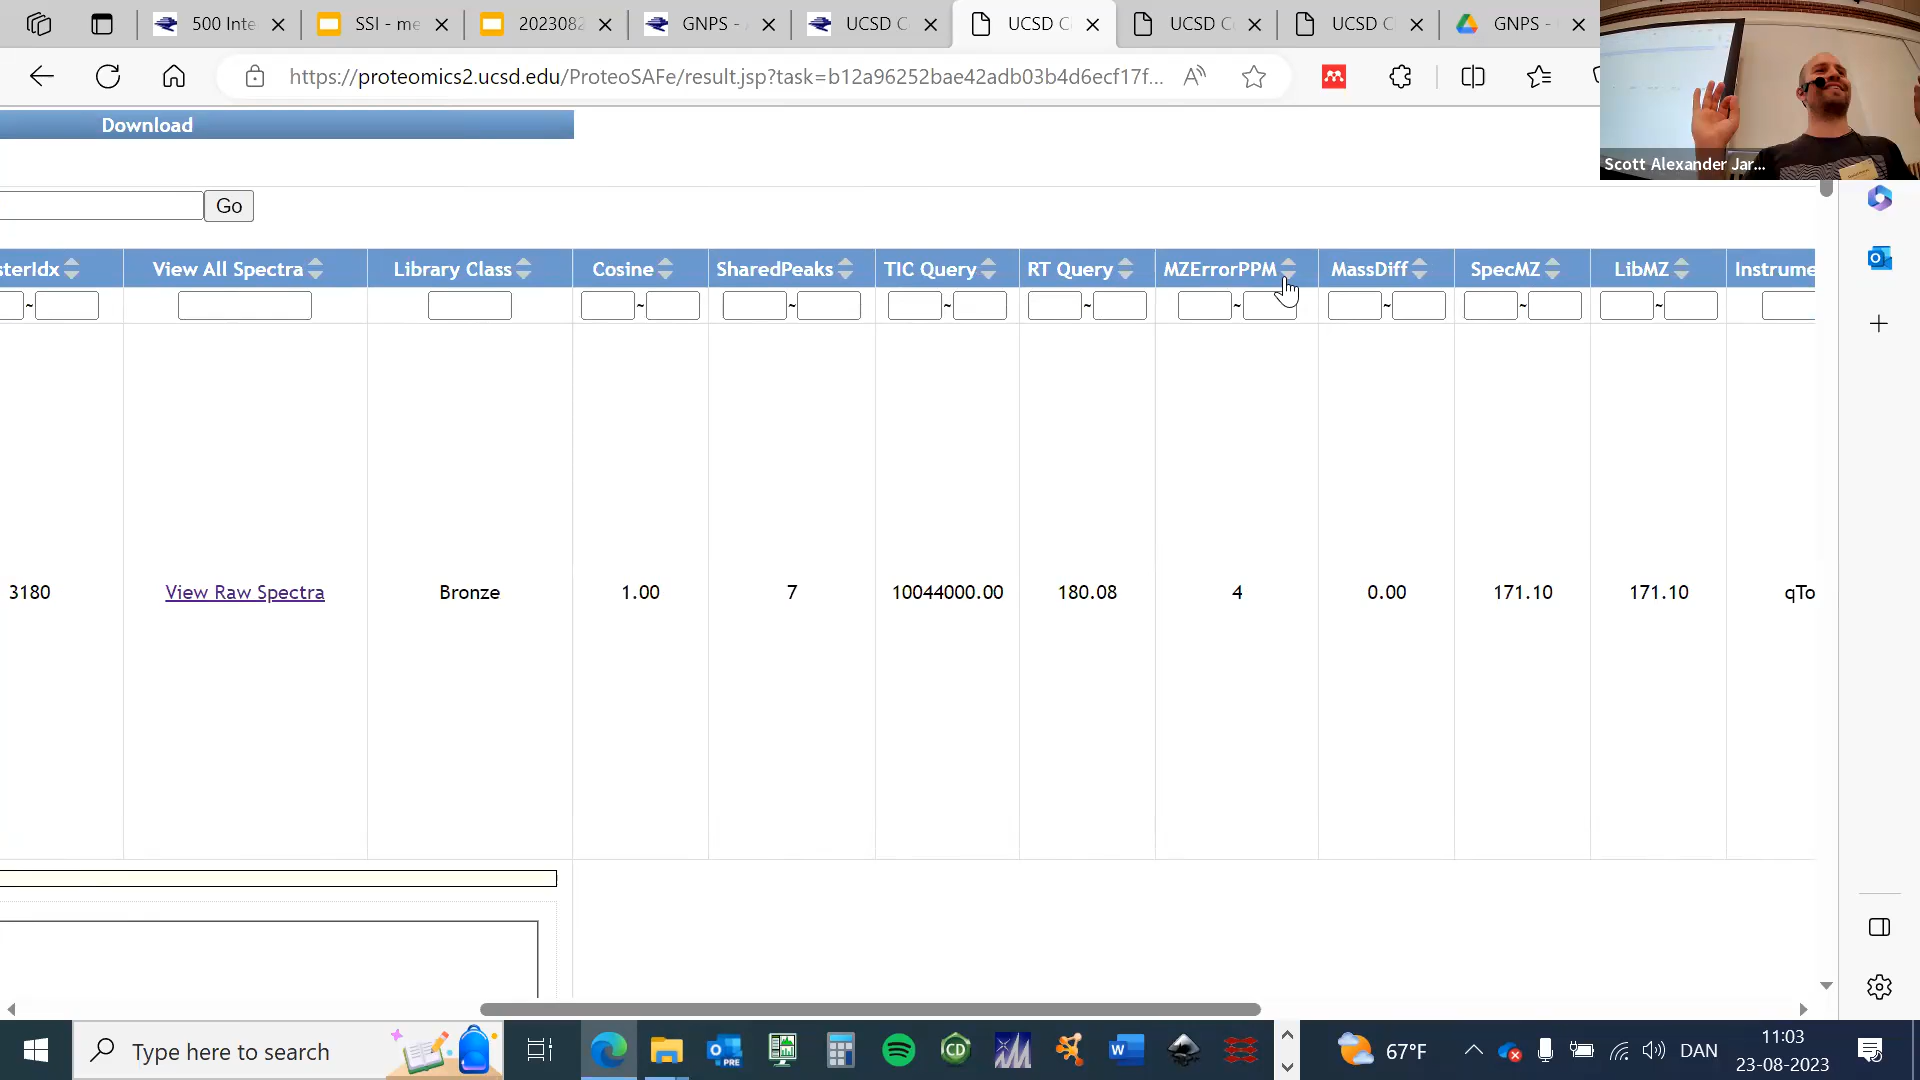 500 Inte
SSI - me
2023082
GNPS -
UCSD C
UCSD C
UCSD C
UCSD C
GNPS -
https://proteomics2.ucsd.edu/ProteoSAFe/result.jsp?task=b12a96252bae42adb03b4d6ecf17f...
Scott Alexander Jar...
Download
Go
sterIdx View All Spectra Library Class Cosine SharedPeaks TIC Query RT Query MZErrorPPM MassDiff SpecMZ LibMZ Instrume
~ ~ ~ ~ ~ ~ ~ ~ ~
3180 View Raw Spectra Bronze 1.00 7 10044000.00 180.08 4 0.00 171.10 171.10 qTo
Type here to search
67°F
DAN
11:03
23-08-2023